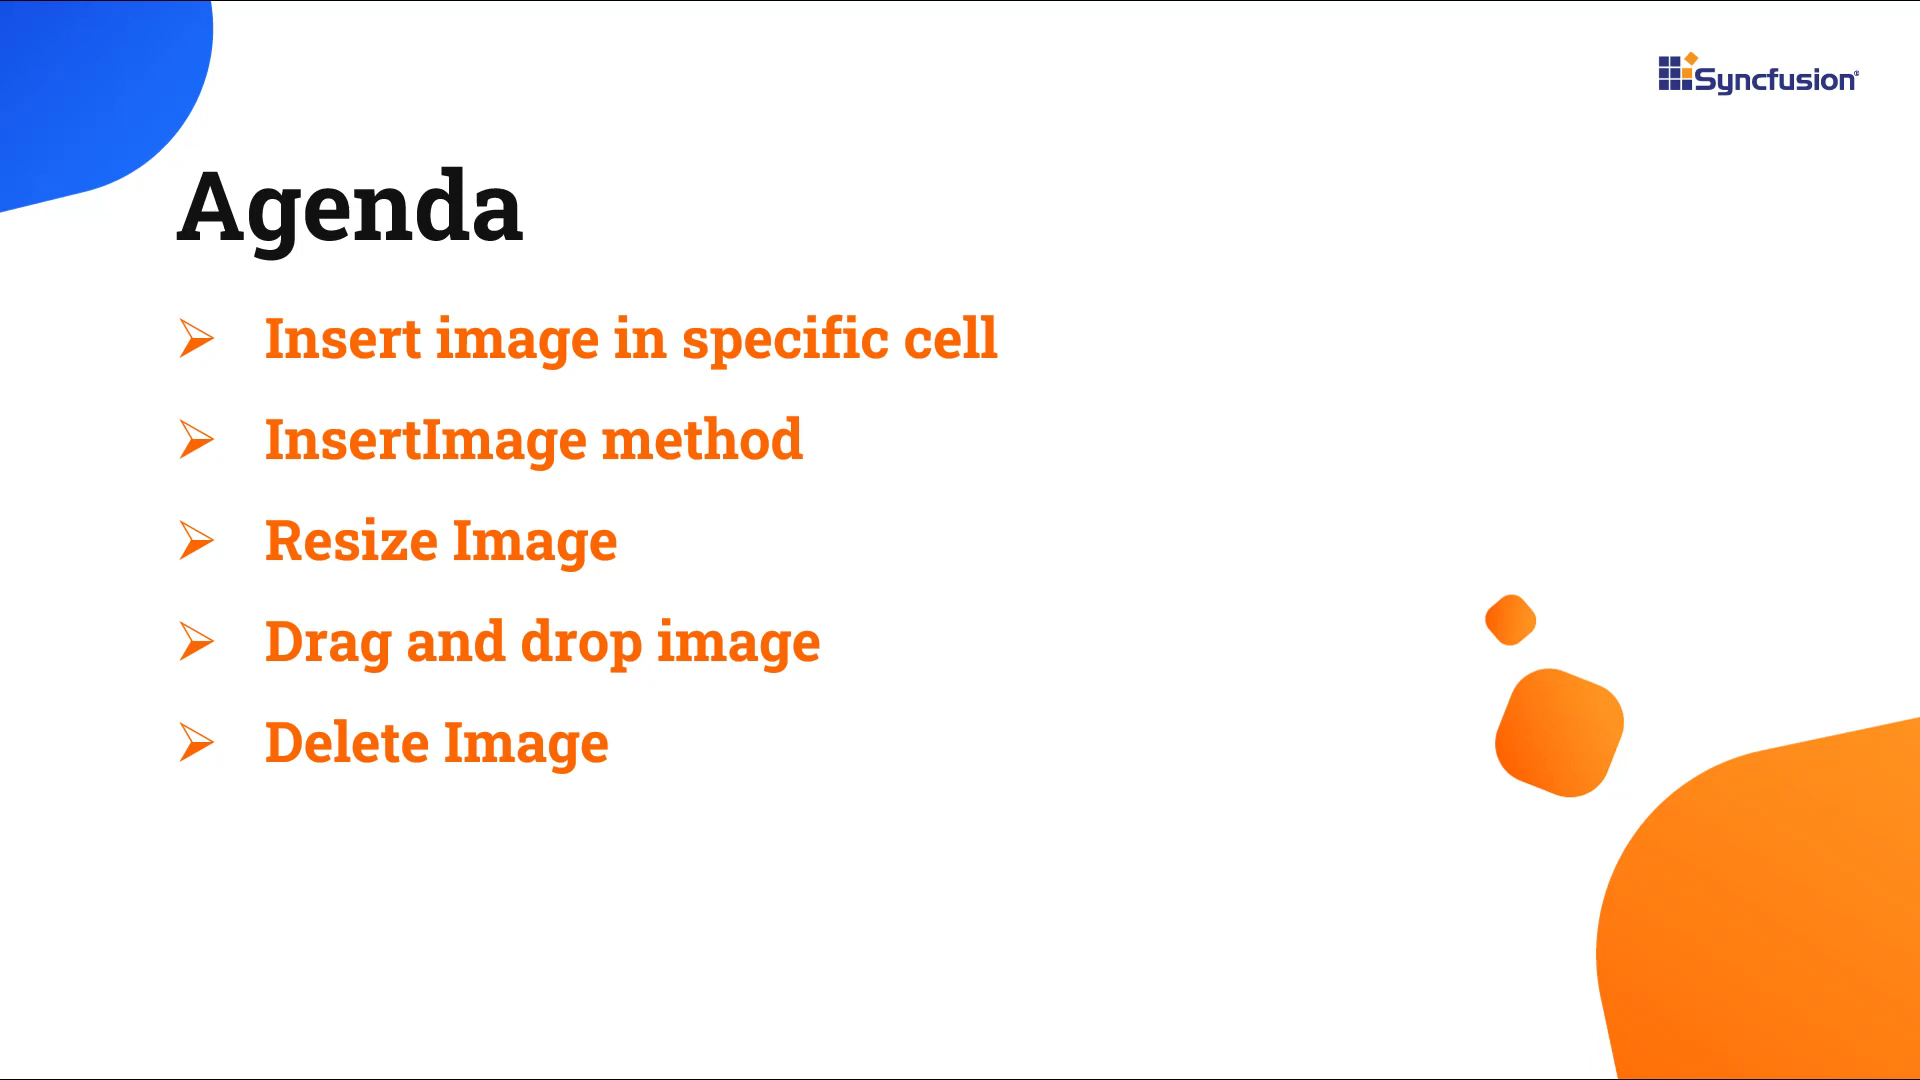 Syncfusion®
Agenda
➢ Insert image in specific cell
➢ InsertImage method
➢ Resize Image
➢ Drag and drop image
➢ Delete Image